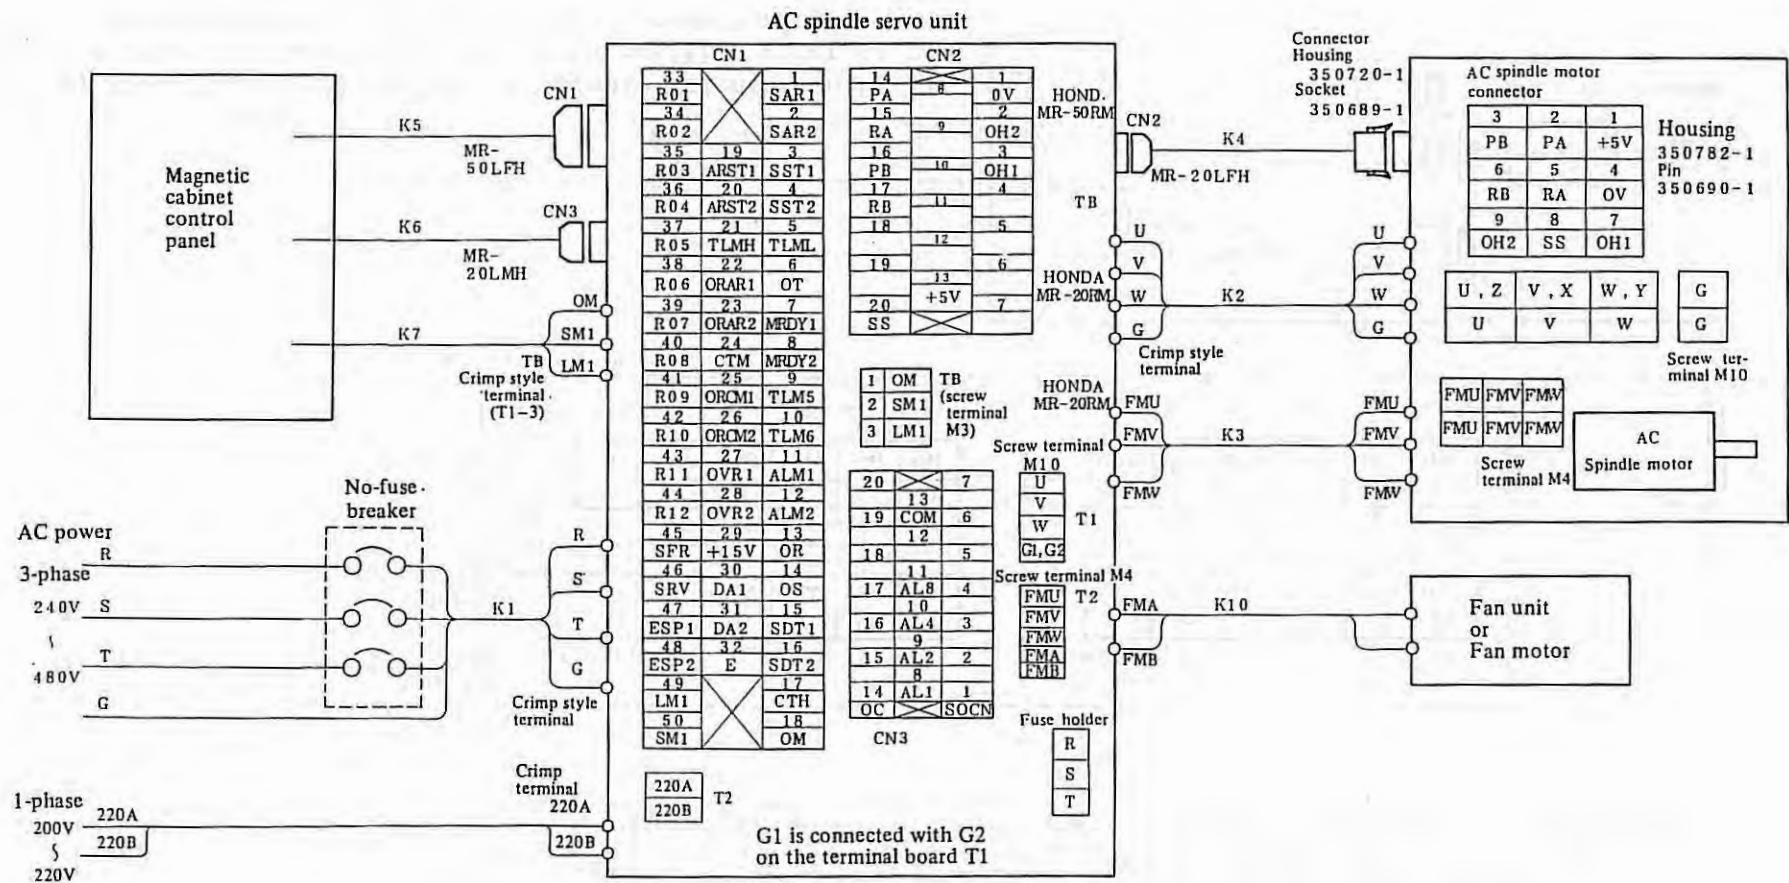 AC spindle servo unit
Magnetic
cabinet
control
panel
K5
MR-
50LFH
CN1
K6
MR-
20LMH
CN3
K7
OM
SM1
LM1
TB
Crimp style
terminal
(T1-3)
No-fuse
breaker
AC power
R
3-phase
240V S
T
480V
G
K1
R
S
T
G
Crimp style
terminal
1-phase
200V
220V
220A
220B
Crimp
terminal
220A
220B
CN1
33 1
R01 SAR1
34 2
R02 SAR2
35 19 3
R03 ARST1 SST1
36 20 4
R04 ARST2 SST2
37 21 5
R05 TLMH TLML
38 22 6
R06 ORAR1 OT
39 23 7
R07 ORAR2 MRDY1
40 24 8
R08 CTM MRDY2
41 25 9
R09 ORCM1 TLM5
42 26 10
R10 ORCM2 TLM6
43 27 11
R11 OVR1 ALM1
44 28 12
R12 OVR2 ALM2
45 29 13
SFR +15V OR
46 30 14
SRV DA1 OS
47 31 15
ESP1 DA2 SDT1
48 32 16
ESP2 E SDT2
49 17
LM1 CTH
50 18
SM1 OM
220A
220B
T2
CN2
14 1
PA 8 0V
15 2
RA 9 OH2
16 3
PB 10 OH1
17 4
RB 11
18 5
12
19 6
13
+5V
20 7
SS
1 OM
2 SM1
3 LM1
TB
(screw
terminal
M3)
20 7
13
19 COM 6
12
18 5
11
17 AL8 4
10
16 AL4 3
9
15 AL2 2
8
14 AL1 1
OC SOCN
CN3
G1 is connected with G2
on the terminal board T1
HOND.
MR-50RM
TB
HONDA
MR-20RM
HONDA
MR-20RM
Screw terminal
M10
U
V
W
G1,G2
T1
Screw terminal M4
FMU
FMV
FMW
FMA
FMB
T2
Fuse holder
R
S
T
CN2
MR-20LFH
K4
Connector
Housing
350720-1
Socket
350689-1
U
V
W
G
Crimp style
terminal
K2
U
V
W
G
FMU
FMV
FMW
K3
FMU
FMV
FMW
FMA
FMB
K10
AC spindle motor
connector
3 2 1
PB PA +5V
6 5 4
RB RA OV
9 8 7
OH2 SS OH1
Housing
350782-1
Pin
350690-1
U,Z V,X W,Y
U V W
G
G
Screw ter-
minal M10
FMU FMV FMW
FMU FMV FMW
Screw
terminal M4
AC
Spindle motor
Fan unit
or
Fan motor